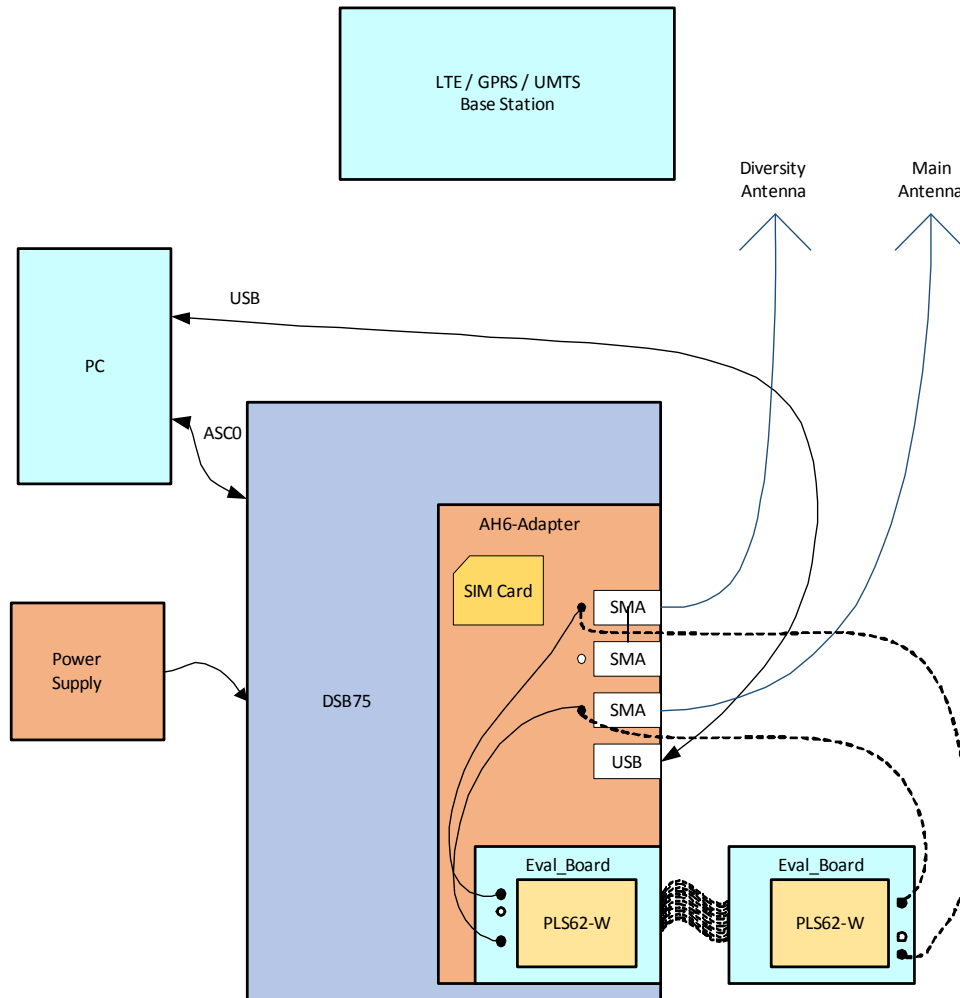 LTE / GPRS / UMTS
Base Station
Diversity
Antenna
Main
Antenna
USB
PC
ASC0
AH6-Adapter
SIM Card
SMA
SMA
Power
Supply
DSB75
SMA
USB
Eval_Board
PLS62-W
Eval_Board
PLS62-W